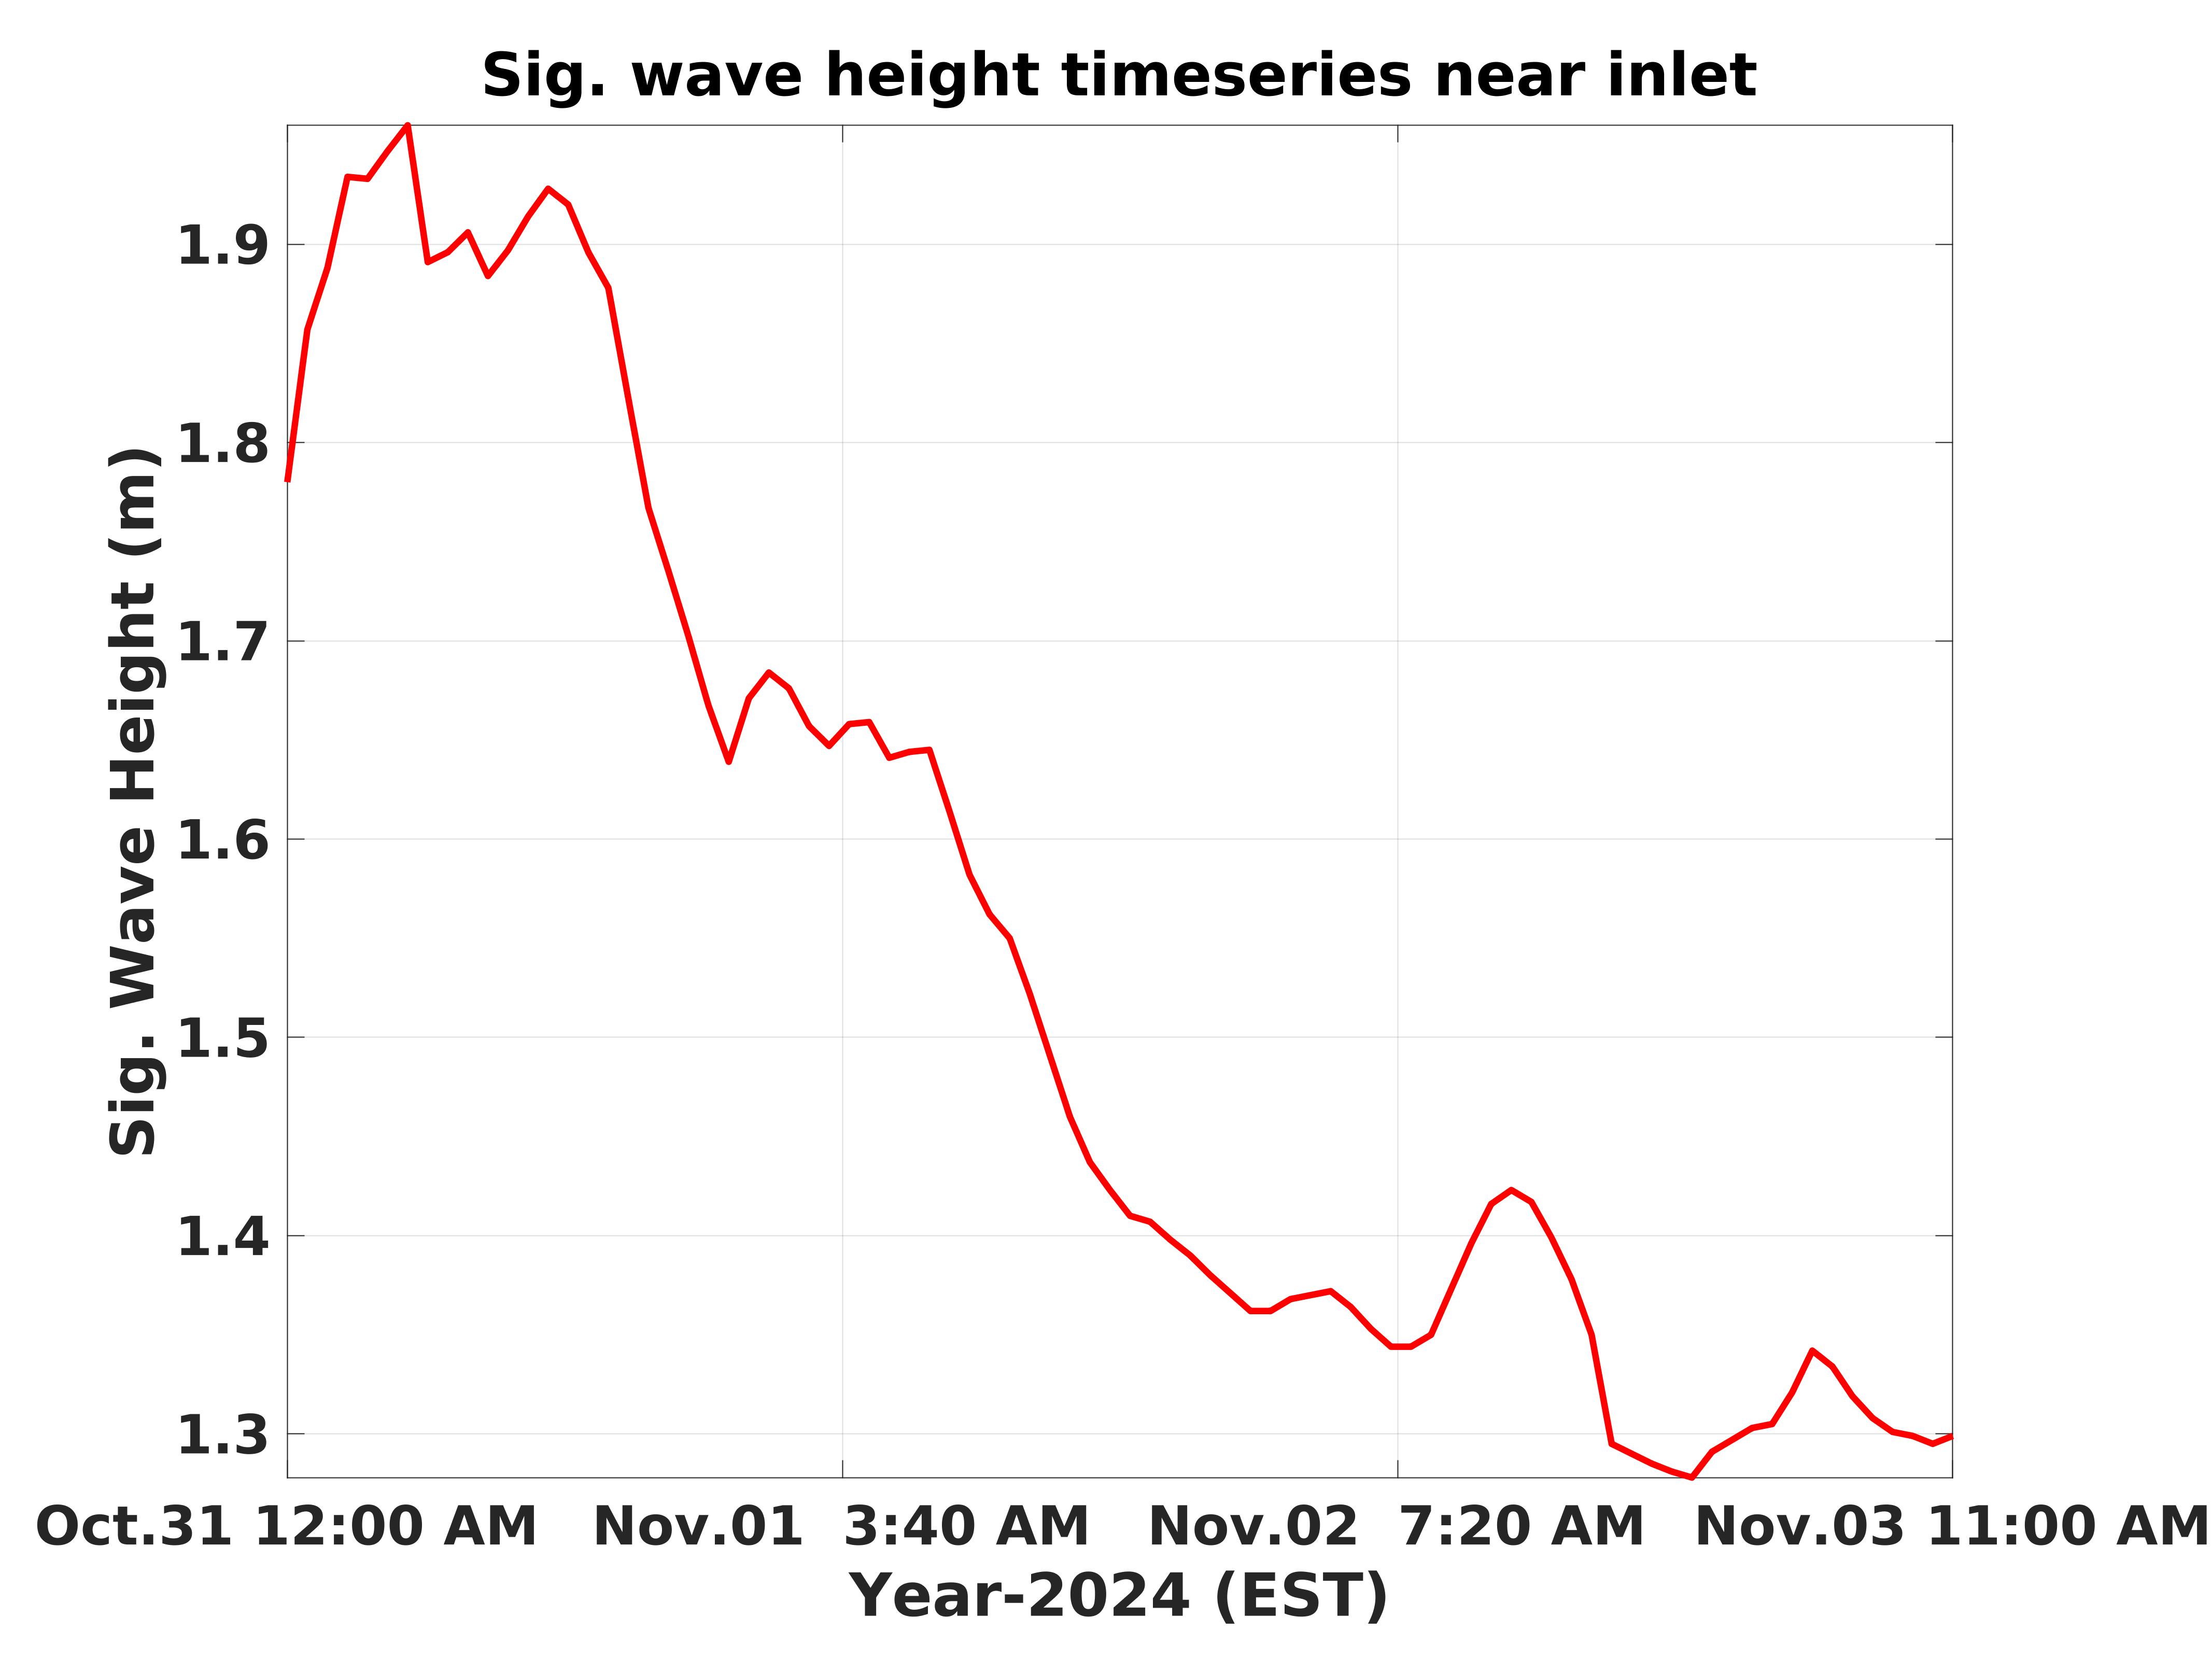 Sig. wave height timeseries near inlet
Sig. Wave Height (m)
1.9
1.8
1.7
1.6
1.5
1.4
1.3
Oct.31 12:00 AM Nov.01 3:40 AM Nov.02 7:20 AM Nov.03 11:00 AM
Year-2024 (EST)